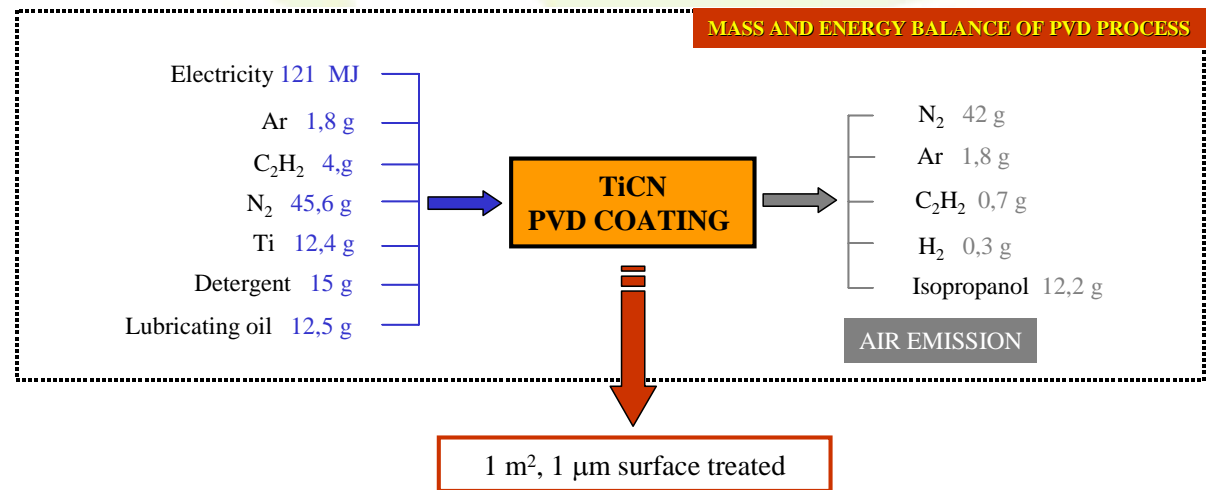 MASS AND ENERGY BALANCE OF PVD PROCESS
Electricity 121 MJ
Ar 1,8 g
C₂H₂ 4,g
N₂ 45,6 g
Ti 12,4 g
Detergent 15 g
Lubricating oil 12,5 g
TiCN
PVD COATING
N₂ 42 g
Ar 1,8 g
C₂H₂ 0,7 g
H₂ 0,3 g
Isopropanol 12,2 g
AIR EMISSION
1 m², 1 μm surface treated